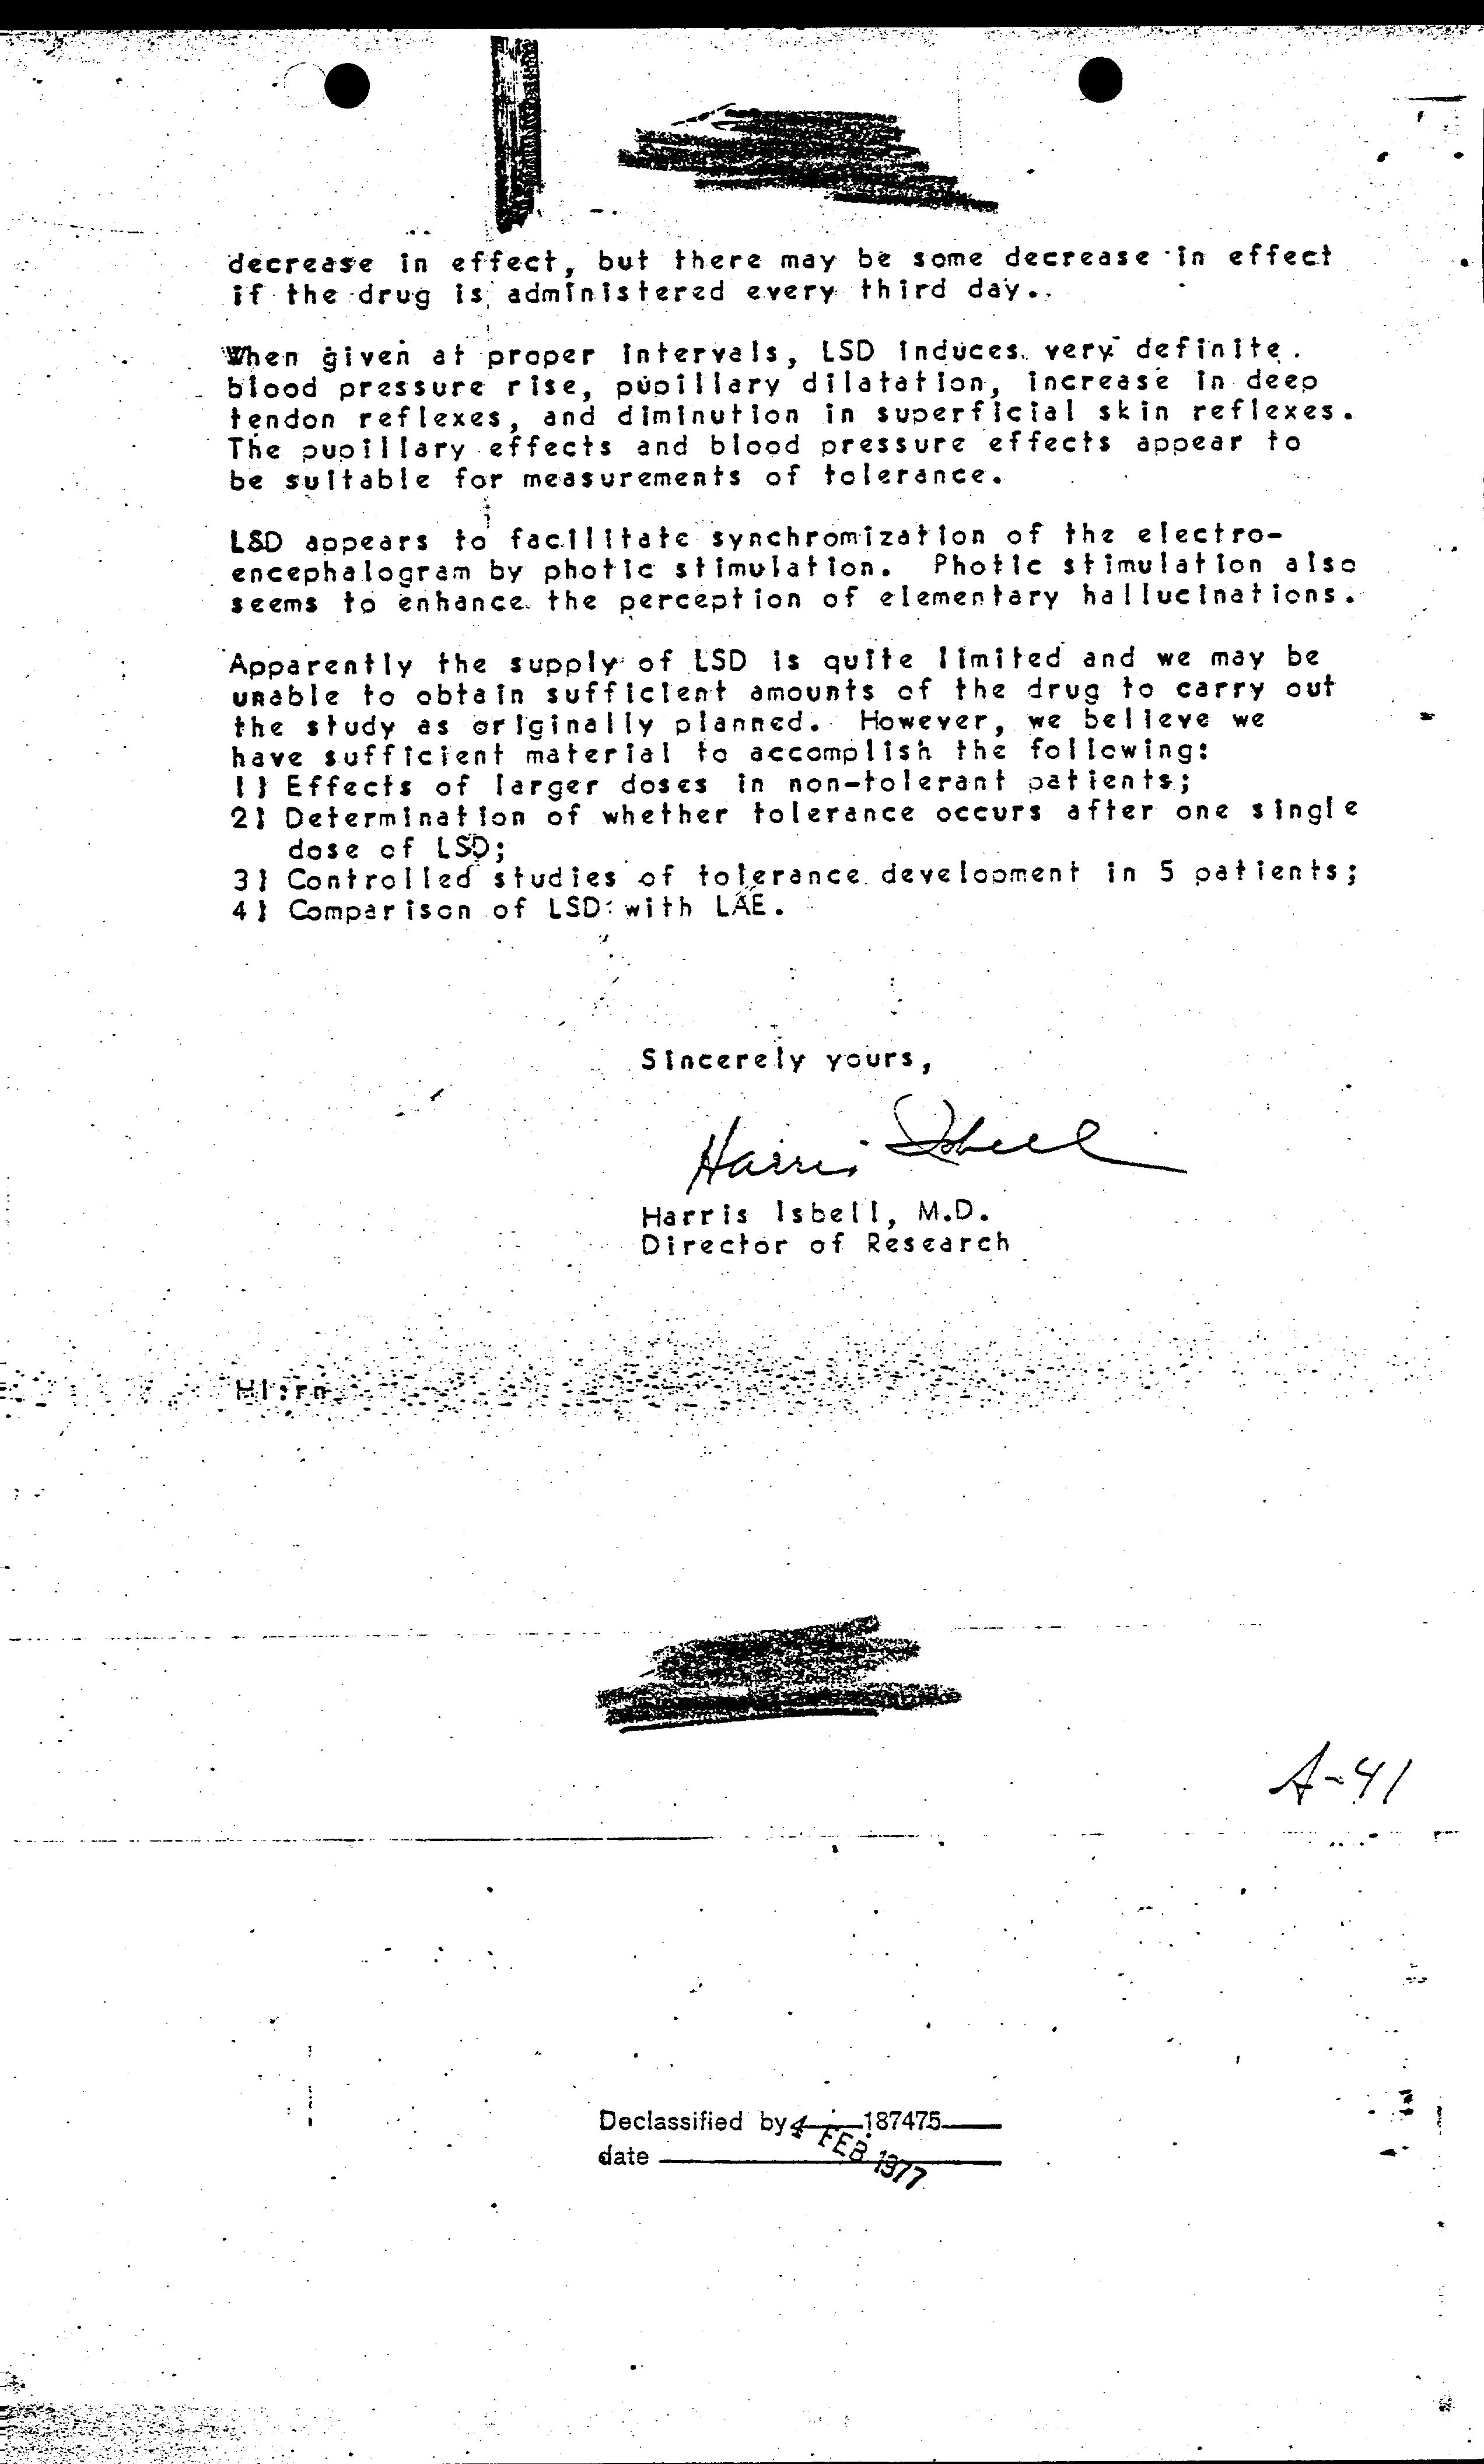 decrease in effect, but there may be some decrease in effect
if the drug is administered every third day..
When given at proper intervals, LSD induces very definite.
blood pressure rise, pupillary dilatation, increase in deep
tendon reflexes, and diminution in superficial skin reflexes.
The pupillary effects and blood pressure effects appear to
be suitable for measurements of tolerance.
LSD appears to facilitate synchromization of the electro-
encephalogram by photic stimulation. Photic stimulation also
seems to enhance the perception of elementary hallucinations.
Apparently the supply of LSD is quite limited and we may be
unable to obtain sufficient amounts of the drug to carry out
the study as originally planned. However, we believe we
have sufficient material to accomplish the following:
1) Effects of larger doses in non-tolerant patients;
2) Determination of whether tolerance occurs after one single
dose of LSD;
3) Controlled studies of tolerance development in 5 patients;
4) Comparison of LSD with LAE.
Sincerely yours,
Harris Isbell
Harris Isbell, M.D.
Director of Research
HI:rn
A-41
Declassified by 187475
date 4 FEB 1977